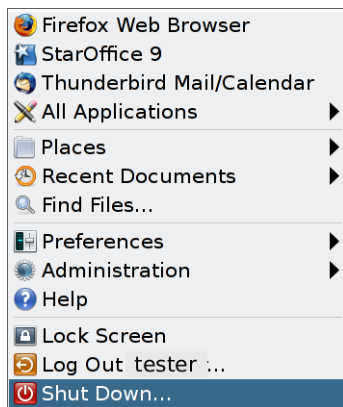 Firefox Web Browser
StarOffice 9
Thunderbird Mail/Calendar
All Applications
Places
Recent Documents
Find Files...
Preferences
Administration
Help
Lock Screen
Log Out tester ...
Shut Down...